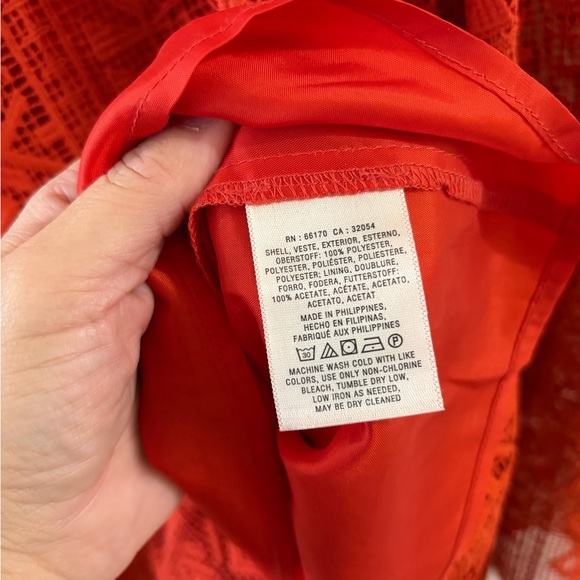 RN : 66170 CA : 32054
SHELL, VESTE, EXTERIOR, ESTERNO,
OBERSTOFF: 100% POLYESTER,
POLYESTER, POLIÉSTER, POLIESTERE,
POLYESTER; LINING, DOUBLURE,
FORRO, FODERA, FUTTERSTOFF:
100% ACETATE, ACÉTATE, ACETATO,
ACETATO, ACETAT
MADE IN PHILIPPINES,
HECHO EN FILIPINAS,
FABRIQUÉ AUX PHILIPPINES
30
MACHINE WASH COLD WITH LIKE
COLORS, USE ONLY NON-CHLORINE
BLEACH, TUMBLE DRY LOW,
LOW IRON AS NEEDED,
MAY BE DRY CLEANED